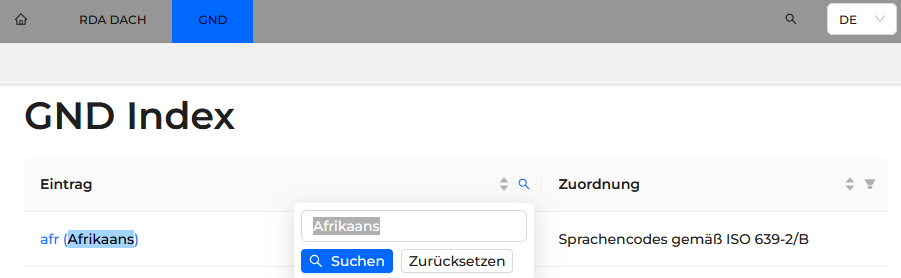 RDA DACH GND DE
GND Index
Eintrag Zuordnung
Afrikaans
afr (Afrikaans) Sprachencodes gemäß ISO 639-2/B
Suchen Zurücksetzen